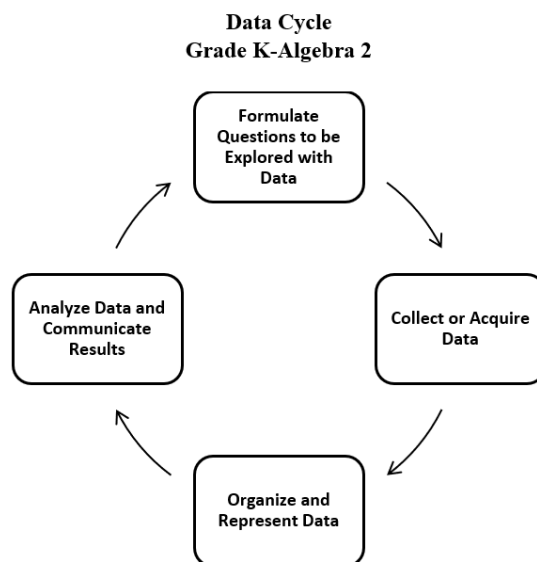 Data Cycle
Grade K-Algebra 2
Formulate
Questions to be
Explored with
Data
Collect or Acquire
Data
Organize and
Represent Data
Analyze Data and
Communicate
Results